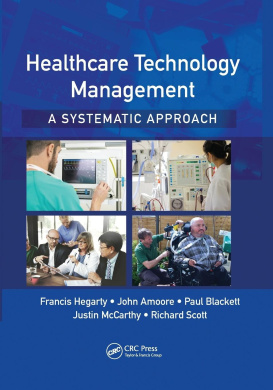 Healthcare Technology
Management
A SYSTEMATIC APPROACH
Francis Hegarty • John Amoore • Paul Blackett
Justin McCarthy • Richard Scott
CRC Press
Taylor & Francis Group